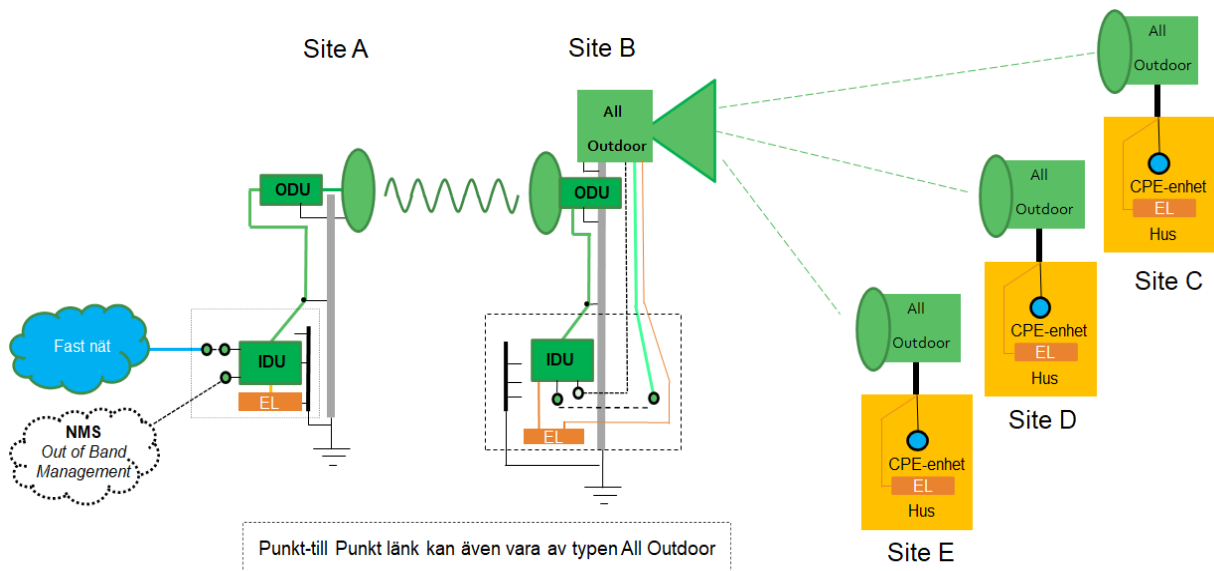 Site A
Site B
All
Outdoor
ODU
ODU
Fast nät
IDU
EL
NMS
Out of Band
Management
IDU
EL
All
Outdoor
CPE-enhet
EL
Hus
Site C
All
Outdoor
CPE-enhet
EL
Hus
Site D
All
Outdoor
CPE-enhet
EL
Hus
Site E
Punkt-till Punkt länk kan även vara av typen All Outdoor